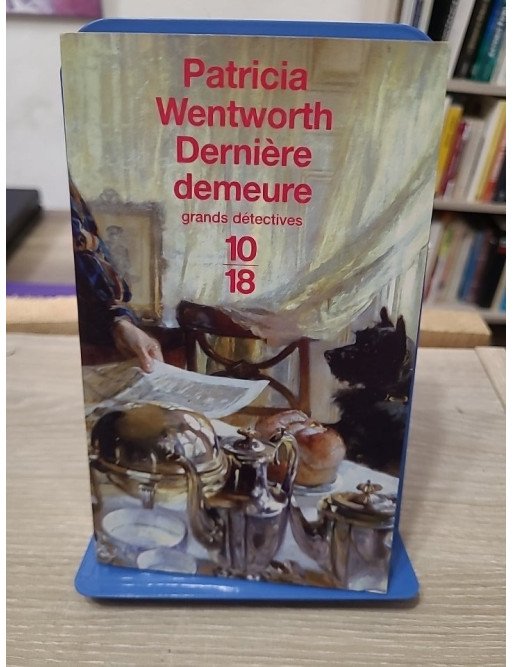 Patricia
Wentworth
Dernière
demeure
grands détectives
10
18